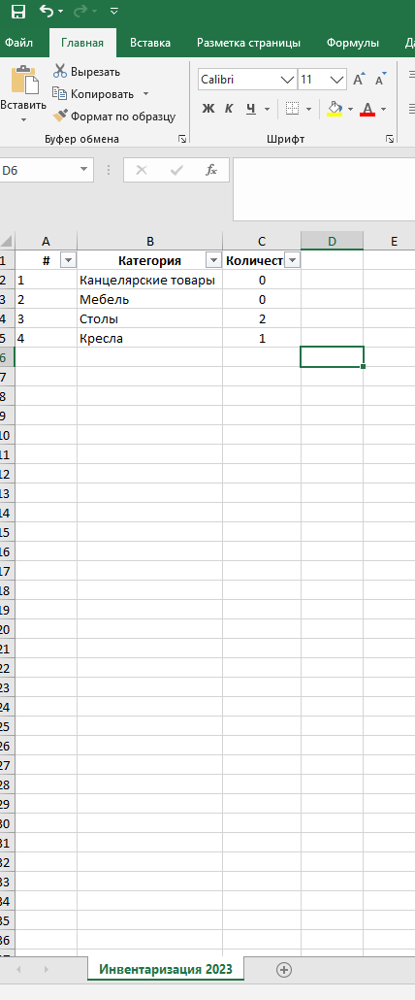 Файл Главная Вставка Разметка страницы Формулы Да
Вырезать
Копировать
Формат по образцу
Вставить
Calibri 11 A A
Ж К Ч A
Буфер обмена Шрифт
D6 fx
A B C D E
1 # Категория Количест
2 1 Канцелярские товары 0
3 2 Мебель 0
4 3 Столы 2
5 4 Кресла 1
6
7
8
9
10
11
12
13
14
15
16
17
18
19
20
21
22
23
24
25
26
27
28
29
30
31
32
33
34
35
36
Инвентаризация 2023